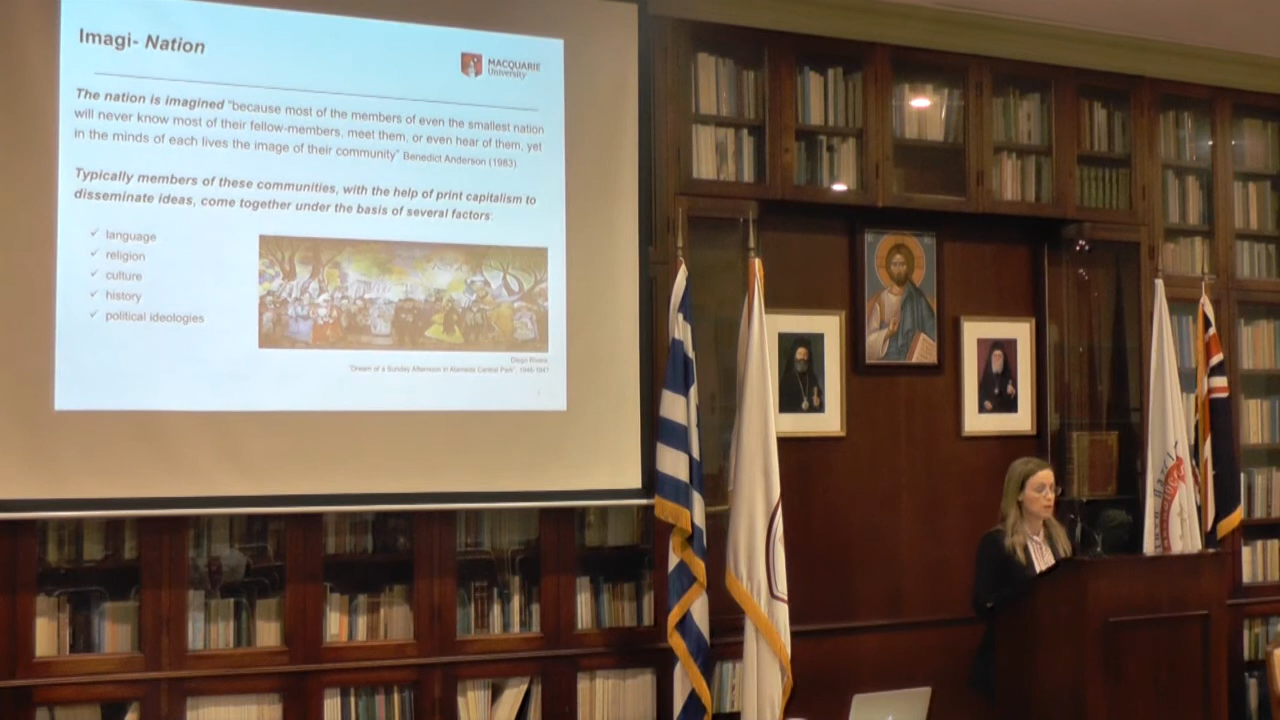 Imagi- Nation
MACQUARIE
University
The nation is imagined “because most of the members of even the smallest nation
will never know most of their fellow-members, meet them, or even hear of them, yet
in the minds of each lives the image of their community” Benedict Anderson (1983)
Typically members of these communities, with the help of print capitalism to
disseminate ideas, come together under the basis of several factors:
✓ language
✓ religion
✓ culture
✓ history
✓ political ideologies
Diego Rivera,
"Dream of a Sunday Afternoon in Alameda Central Park", 1946-1947